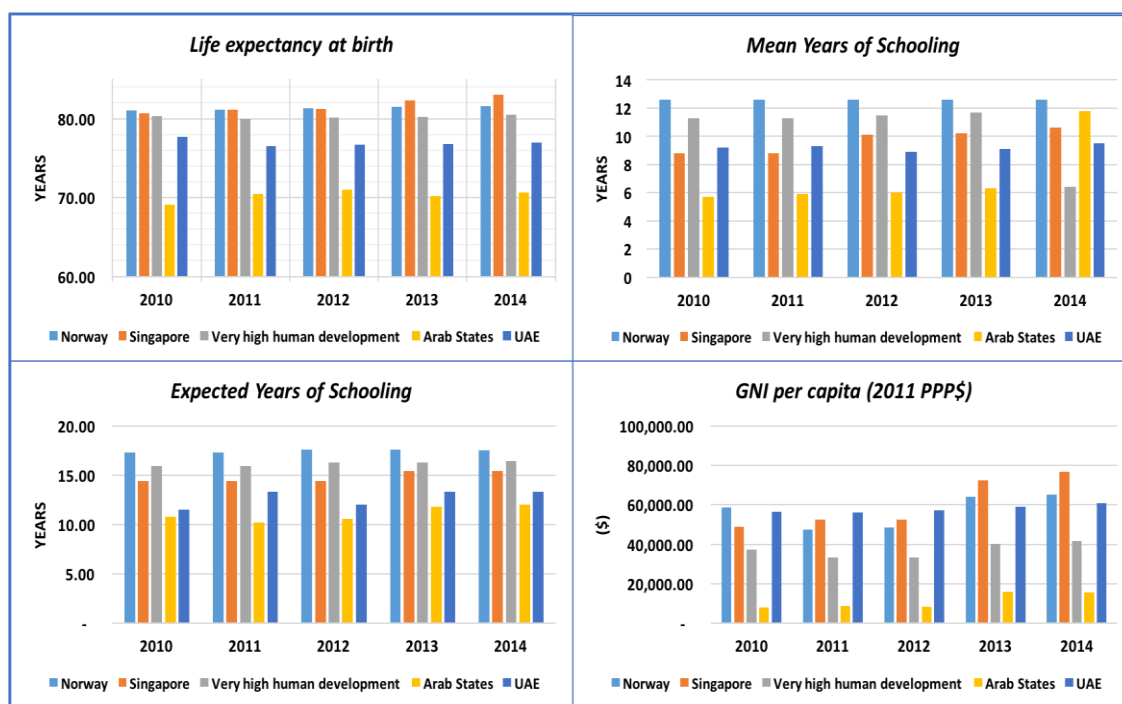 Life expectancy at birth
YEARS
80.00
70.00
60.00
2010 2011 2012 2013 2014
Norway Singapore Very high human development Arab States UAE
Mean Years of Schooling
YEARS
14
12
10
8
6
4
2
0
2010 2011 2012 2013 2014
Norway Singapore Very high human development Arab States UAE
Expected Years of Schooling
YEARS
20.00
15.00
10.00
5.00
-
2010 2011 2012 2013 2014
Norway Singapore Very high human development Arab States UAE
GNI per capita (2011 PPP$)
($)
100,000.00
80,000.00
60,000.00
40,000.00
20,000.00
-
2010 2011 2012 2013 2014
Norway Singapore Very high human development Arab States UAE